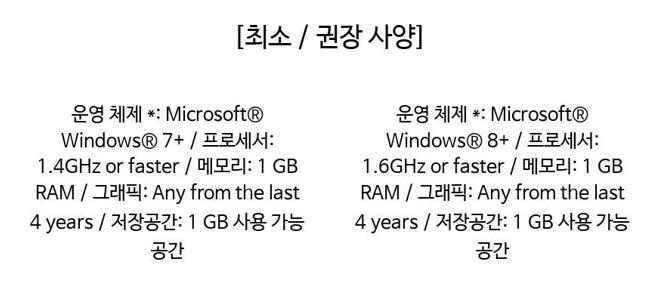 [최소 / 권장 사양]
운영 체제 *: Microsoft®
Windows® 7+ / 프로세서:
1.4GHz or faster / 메모리: 1 GB
RAM / 그래픽: Any from the last
4 years / 저장공간: 1 GB 사용 가능
공간
운영 체제 *: Microsoft®
Windows® 8+ / 프로세서:
1.6GHz or faster / 메모리: 1 GB
RAM / 그래픽: Any from the last
4 years / 저장공간: 1 GB 사용 가능
공간